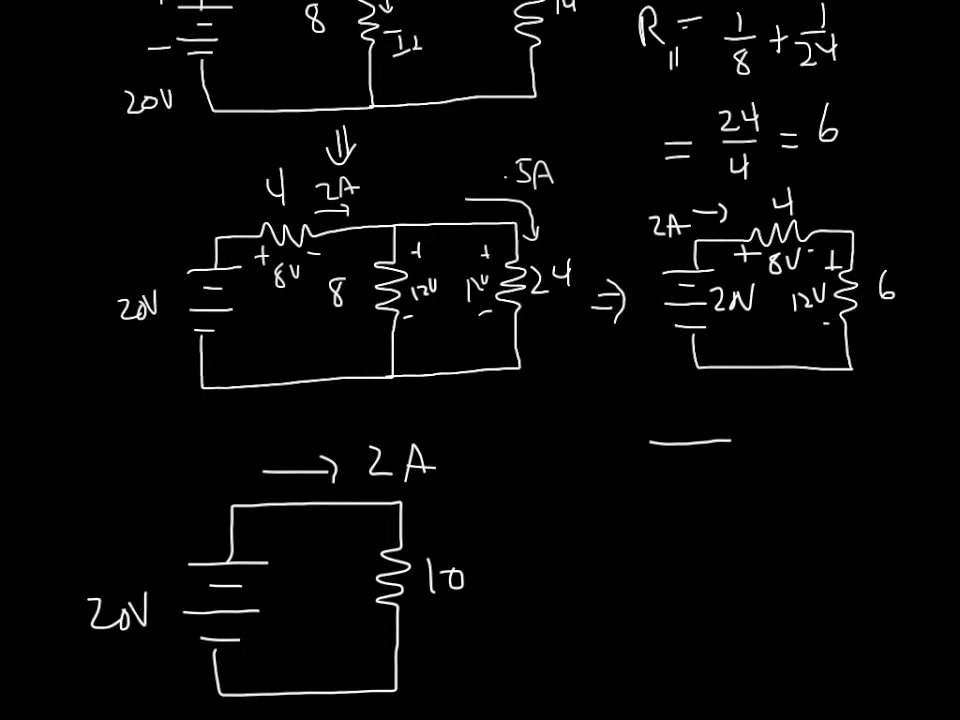 8
I
R॥ = 1/8 + 1/24
20V
= 24/4 = 6
4 2A → .5A
2A → 4
+ 8V -
+ 12V -
+ 12V -
8
24
20V
⇒
+ 8V -
20V
+ 12V -
6
→ 2A
20V
10